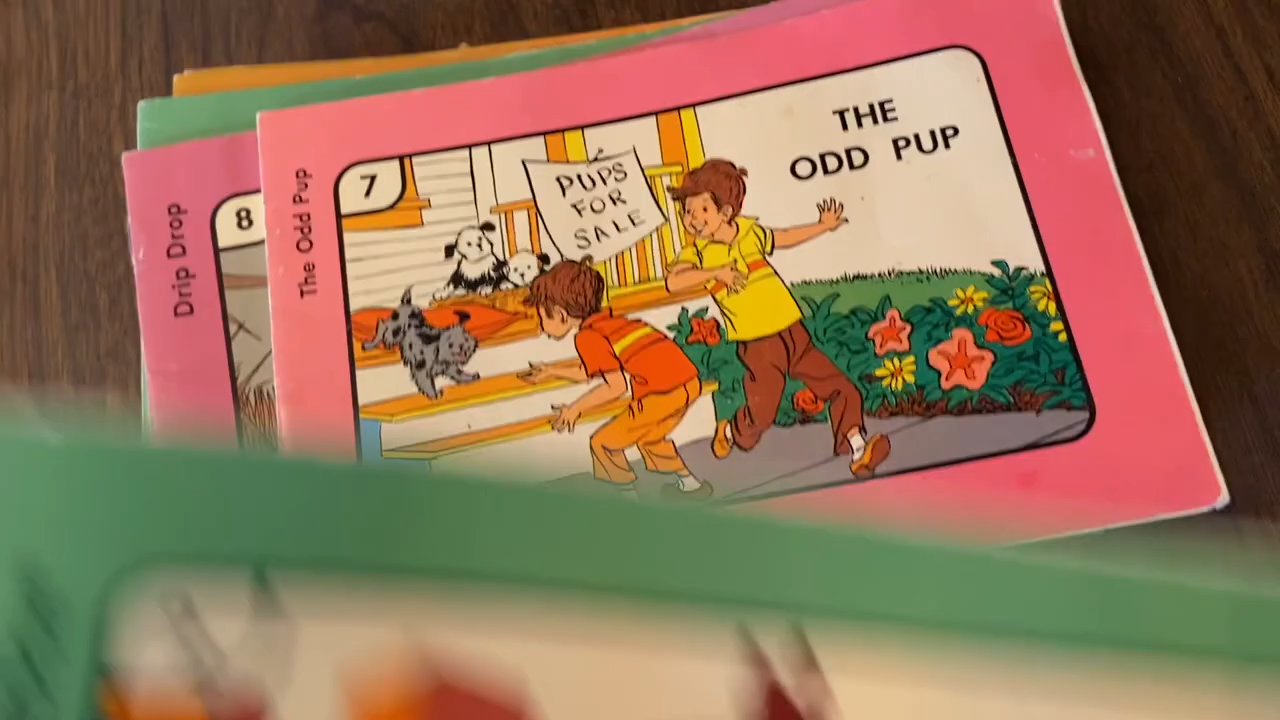 Drip Drop
8
The Odd Pup
7
PUPS
FOR
SALE
THE
ODD PUP